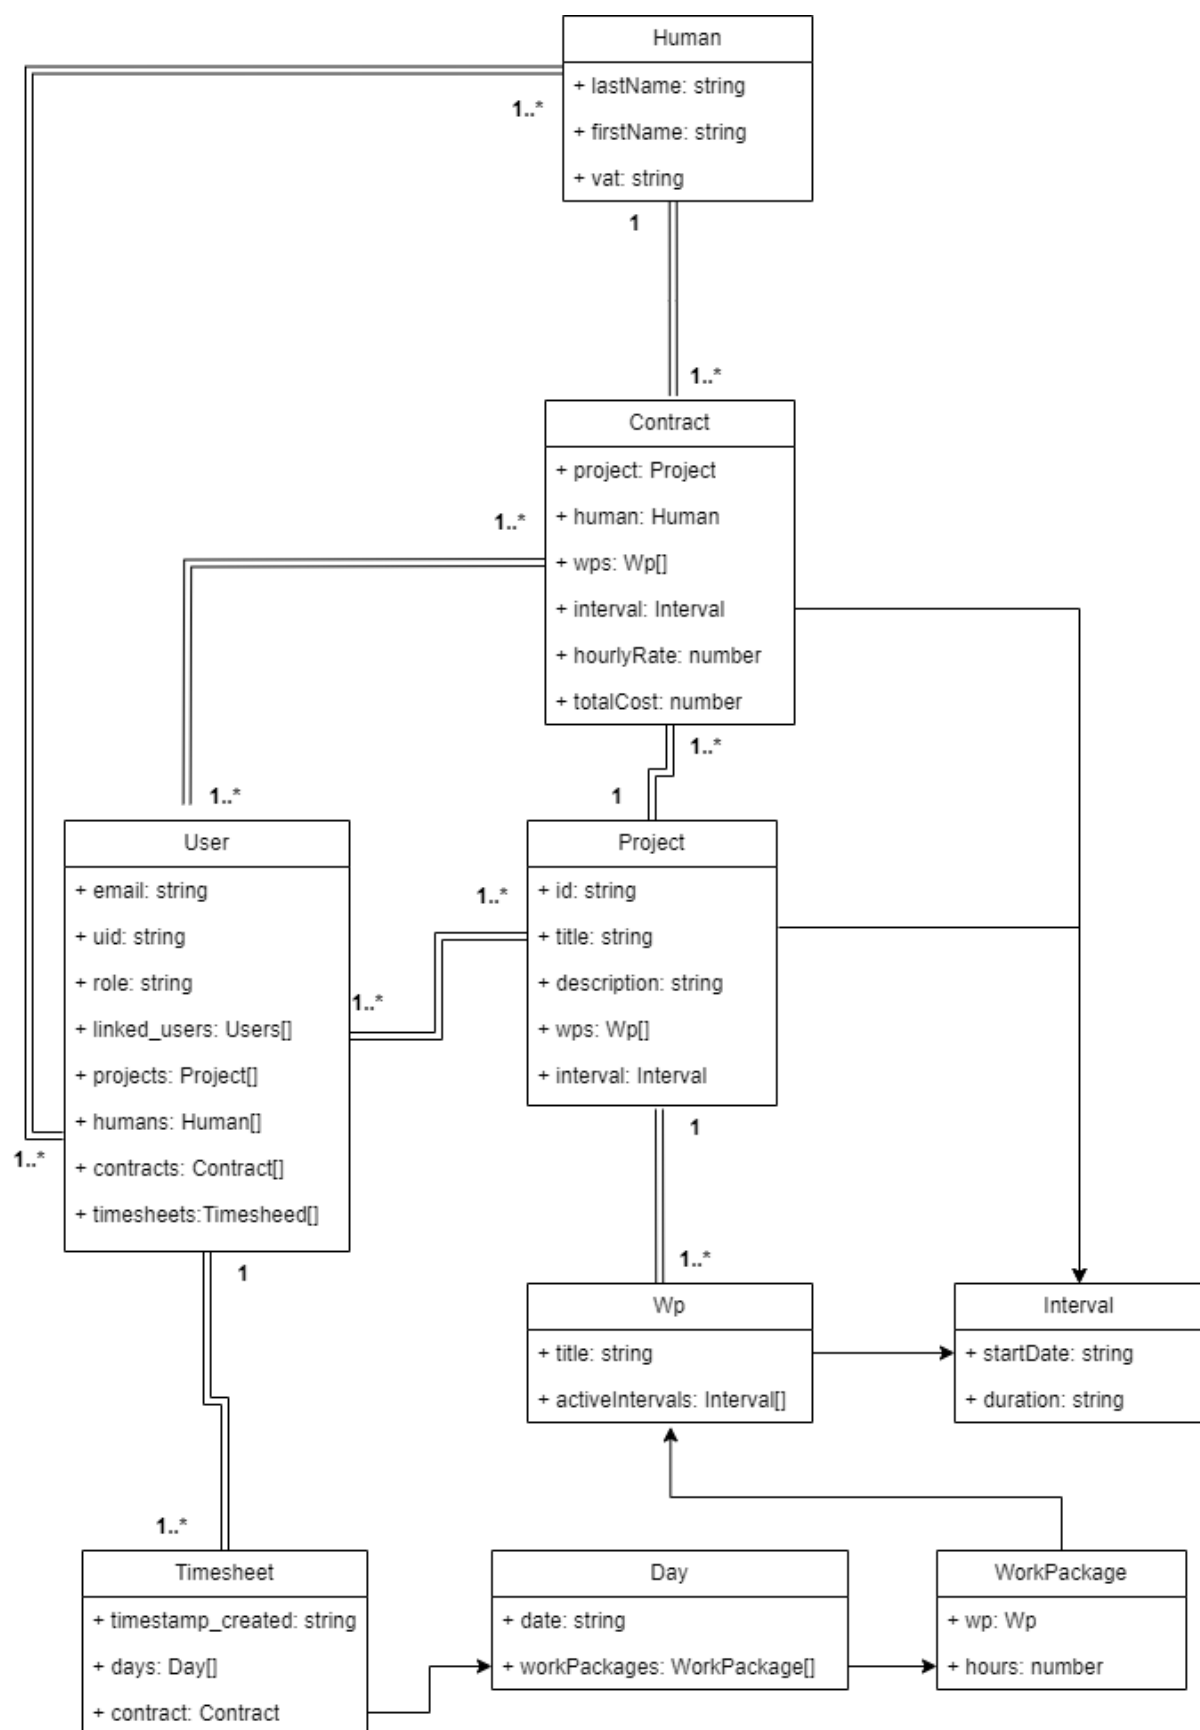 Human
+ lastName: string
1..*
+ firstName: string
+ vat: string
1
1..*
Contract
+ project: Project
+ human: Human
1..*
+ wps: Wp[]
+ interval: Interval
+ hourlyRate: number
+ totalCost: number
1..*
1..*
1
User
+ email: string
+ uid: string
+ role: string
+ linked_users: Users[]
+ projects: Project[]
+ humans: Human[]
+ contracts: Contract[]
+ timesheets:Timesheed[]
1..*
1
Project
+ id: string
+ title: string
+ description: string
+ wps: Wp[]
+ interval: Interval
1..*
1..*
1
1..*
Wp
+ title: string
+ activeIntervals: Interval[]
Interval
+ startDate: string
+ duration: string
1..*
Timesheet
+ timestamp_created: string
+ days: Day[]
+ contract: Contract
Day
+ date: string
+ workPackages: WorkPackage[]
WorkPackage
+ wp: Wp
+ hours: number